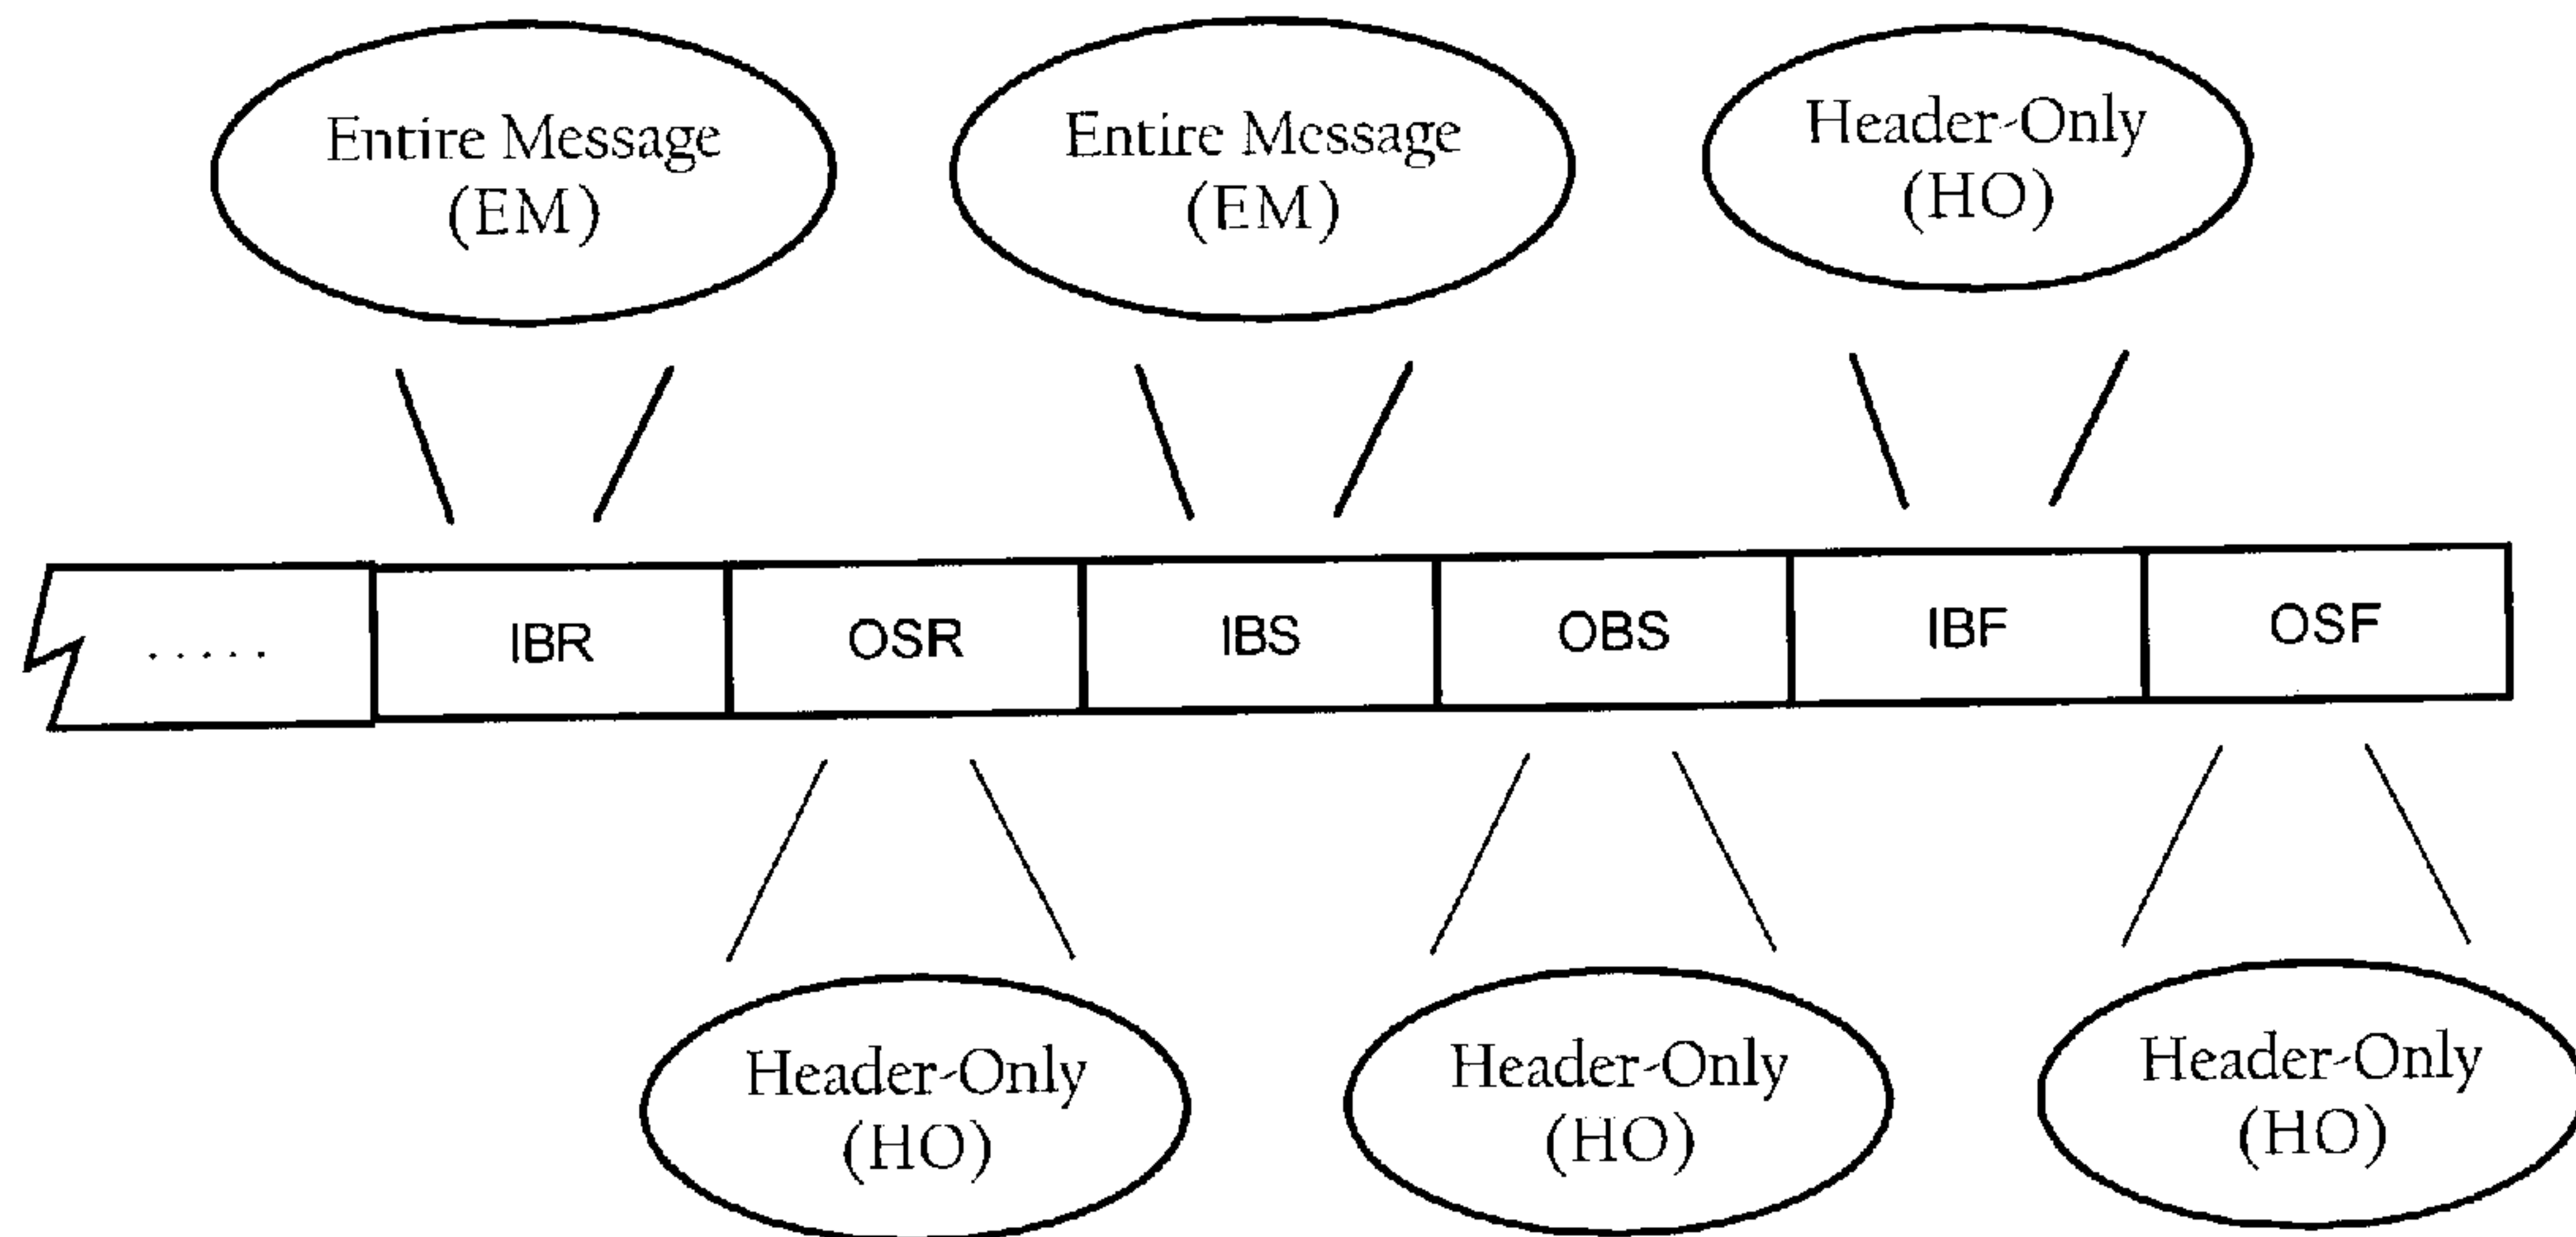 Entire Message
(EM)
Entire Message
(EM)
Header-Only
(HO)
..... IBR OSR IBS OBS IBF OSF
Header-Only
(HO)
Header-Only
(HO)
Header-Only
(HO)